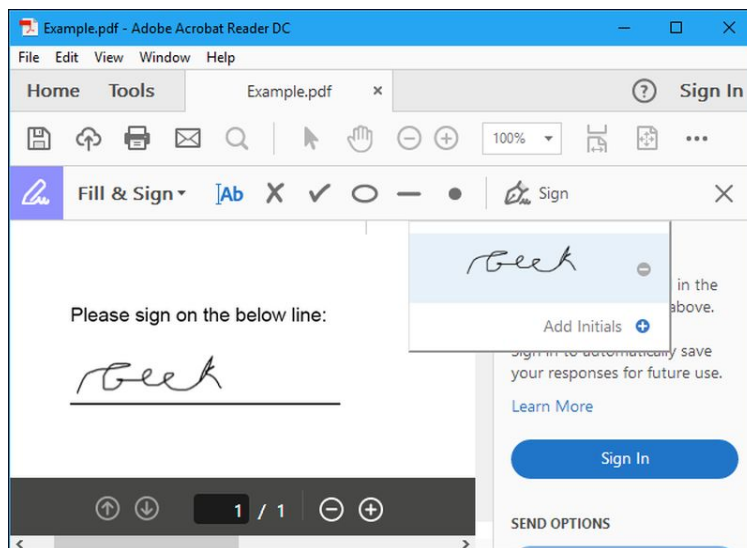 Example.pdf - Adobe Acrobat Reader DC
File Edit View Window Help
Home Tools Example.pdf × ? Sign In
100%
Fill & Sign Ab Sign
Geek
in the
above.
Please sign on the below line:
Add Initials
Sign in to automatically save
your responses for future use.
Geek
Learn More
Sign In
1 / 1
SEND OPTIONS